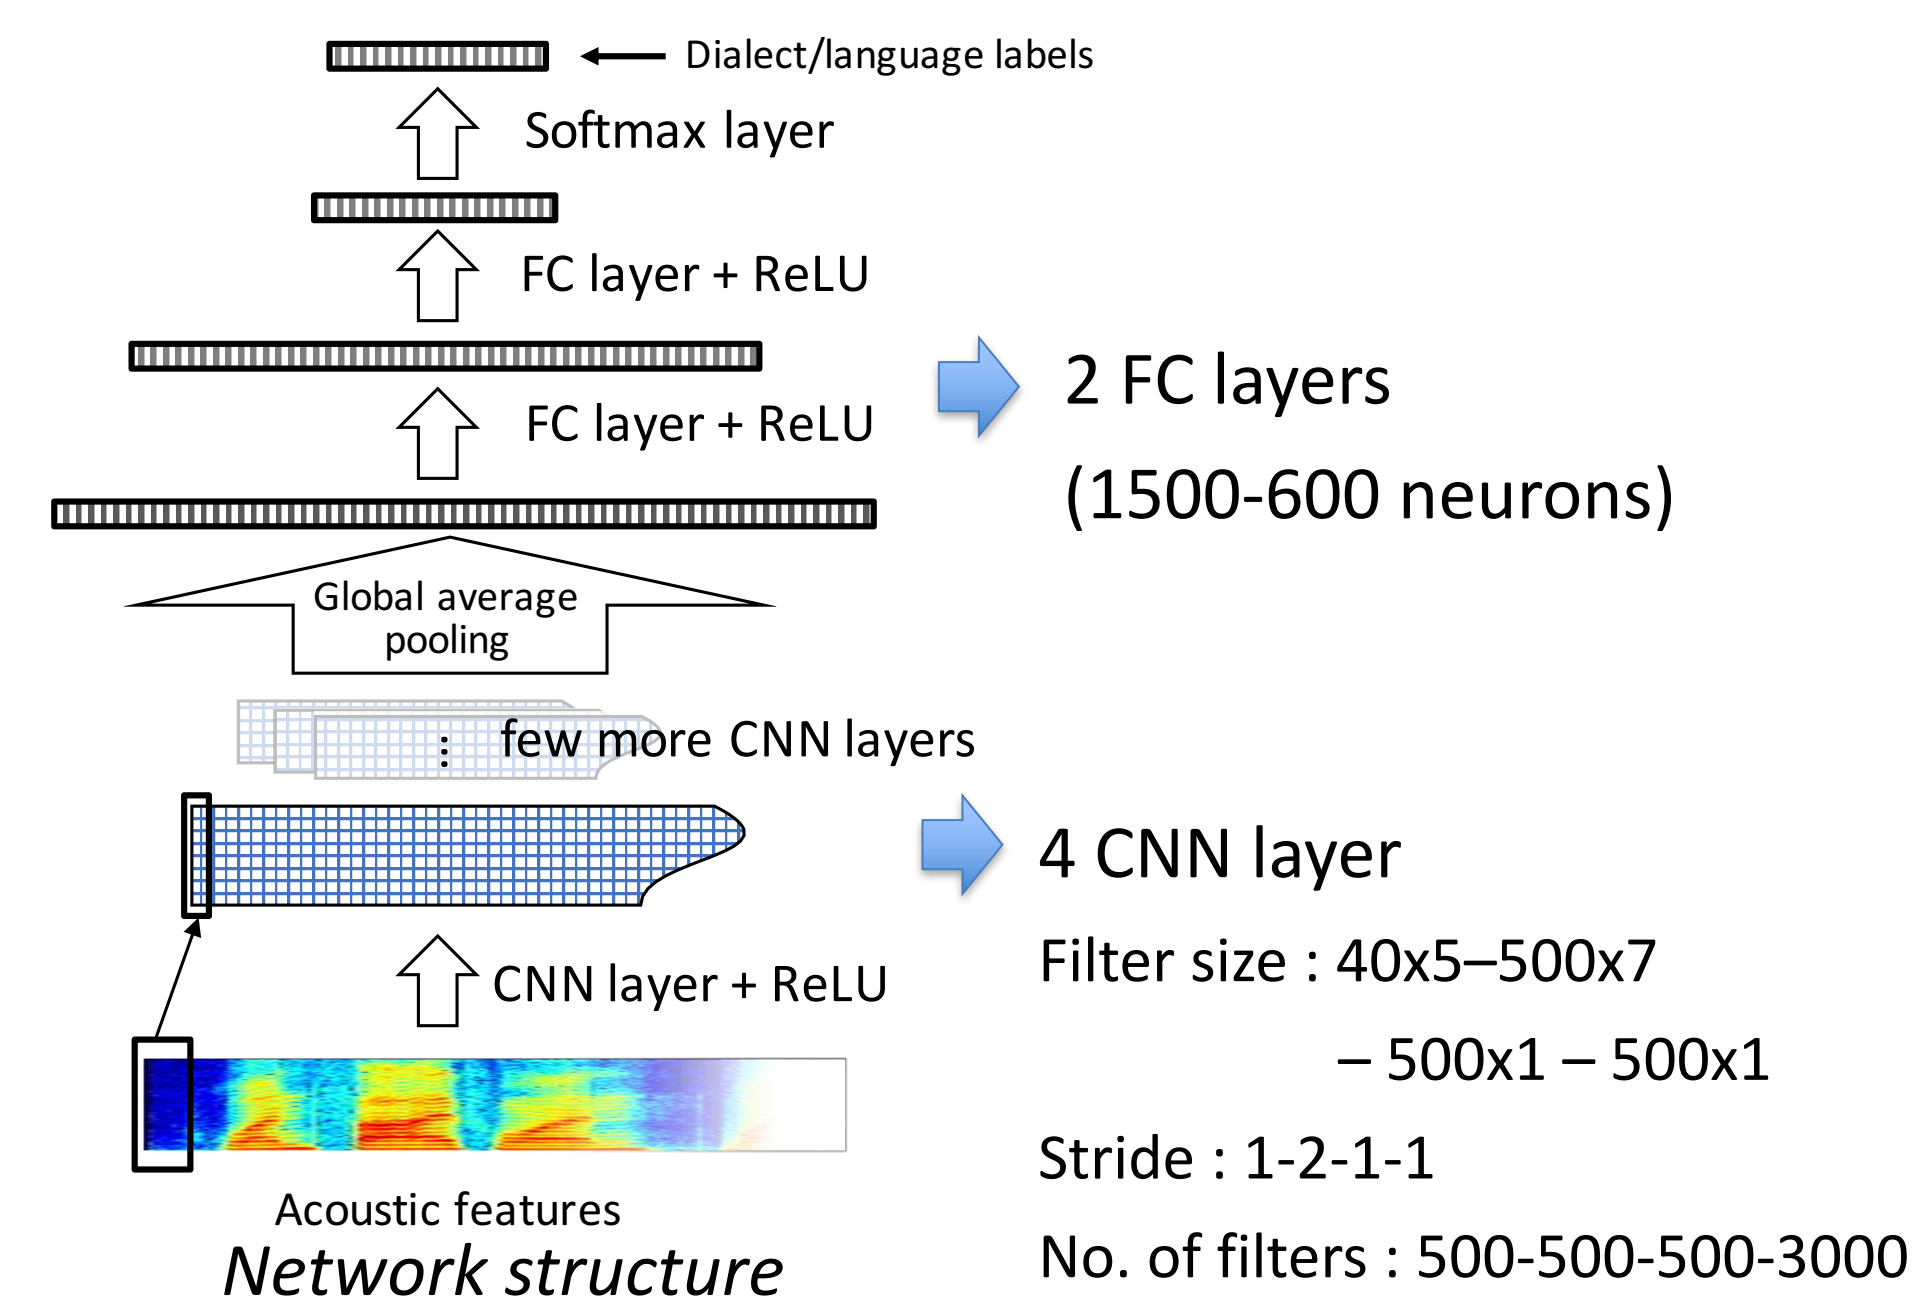 Dialect/language labels
Softmax layer
FC layer + ReLU
FC layer + ReLU
Global average
pooling
few more CNN layers
CNN layer + ReLU
Acoustic features
Network structure
2 FC layers
(1500-600 neurons)
4 CNN layer
Filter size : 40x5–500x7
– 500x1 – 500x1
Stride : 1-2-1-1
No. of filters : 500-500-500-3000